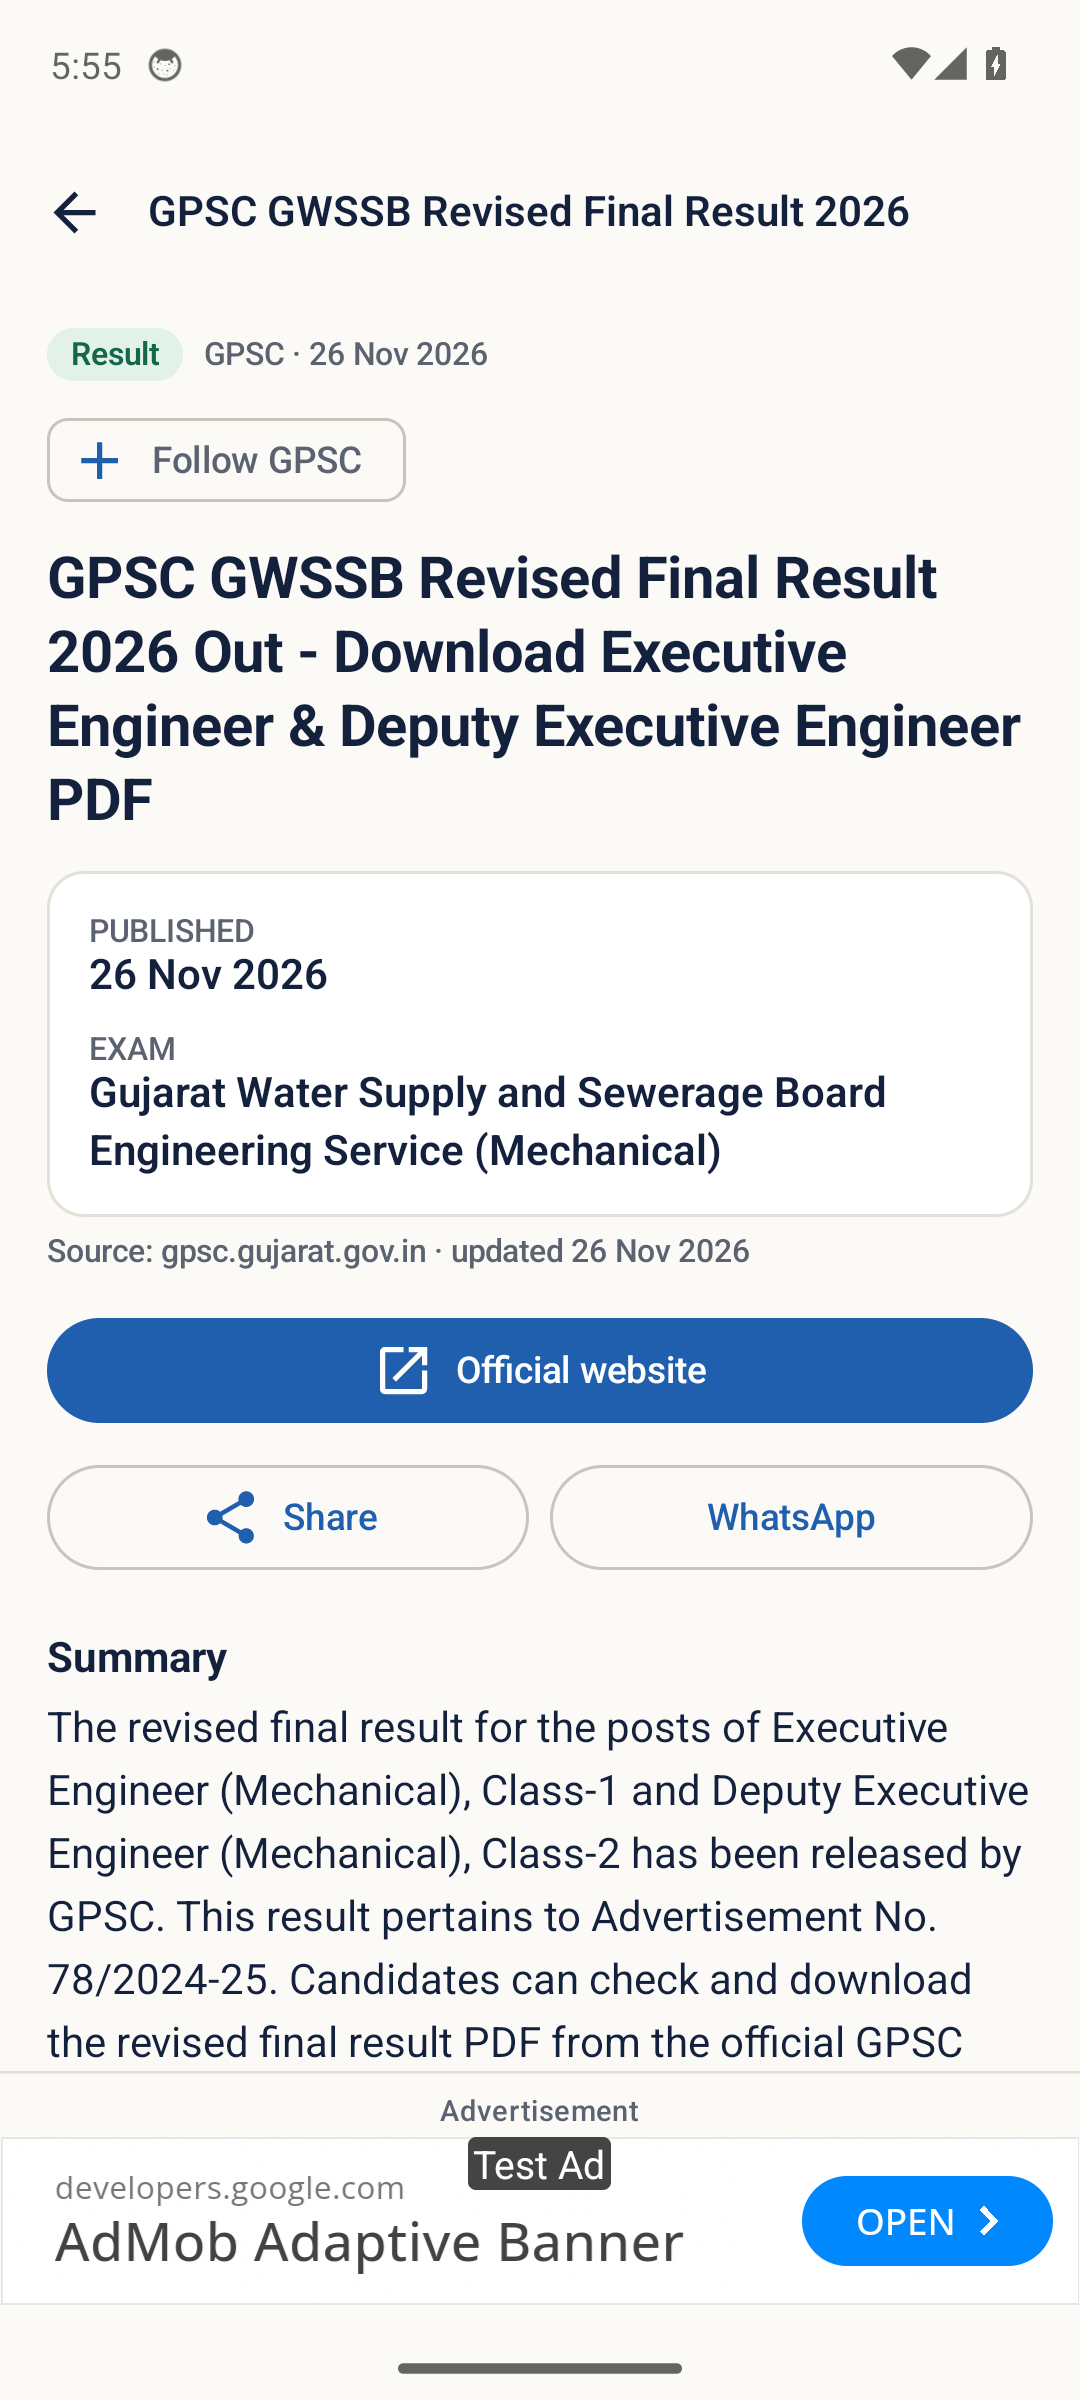 5:55
GPSC GWSSB Revised Final Result 2026
Result
GPSC · 26 Nov 2026
Follow GPSC
GPSC GWSSB Revised Final Result
2026 Out - Download Executive
Engineer & Deputy Executive Engineer
PDF
PUBLISHED
26 Nov 2026
EXAM
Gujarat Water Supply and Sewerage Board
Engineering Service (Mechanical)
Source: gpsc.gujarat.gov.in · updated 26 Nov 2026
Official website
Share
WhatsApp
Summary
The revised final result for the posts of Executive
Engineer (Mechanical), Class-1 and Deputy Executive
Engineer (Mechanical), Class-2 has been released by
GPSC. This result pertains to Advertisement No.
78/2024-25. Candidates can check and download
the revised final result PDF from the official GPSC
Advertisement
Test Ad
developers.google.com
AdMob Adaptive Banner
OPEN